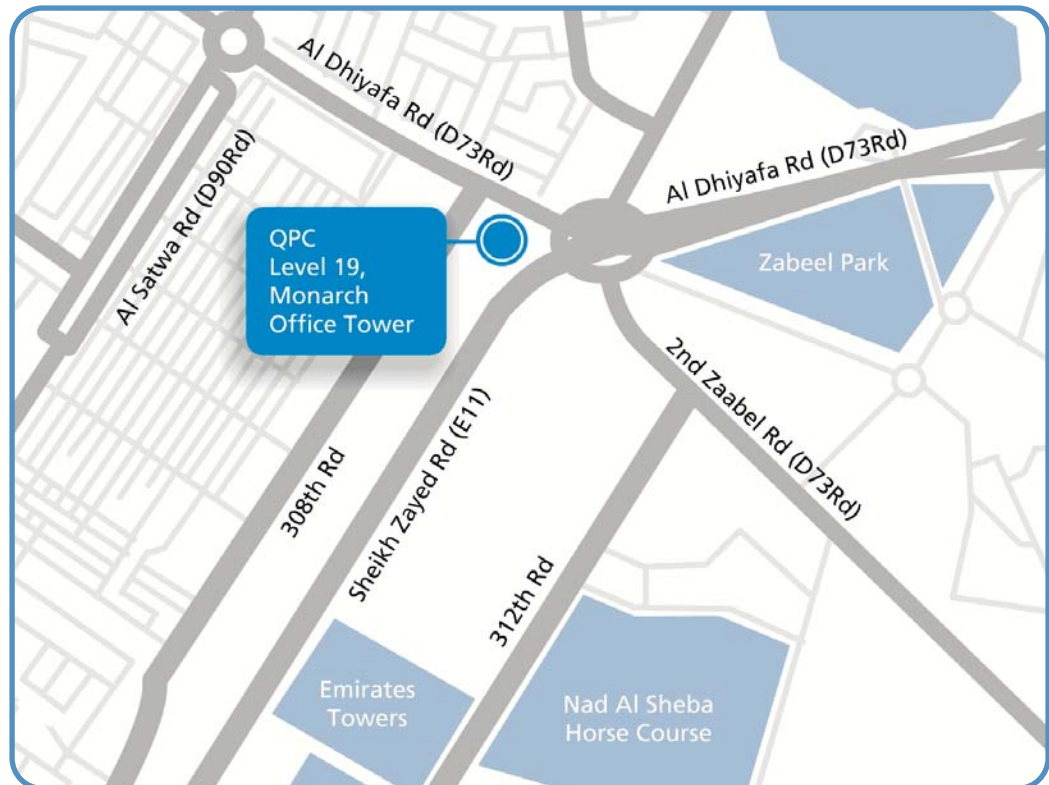 Al Dhiyafa Rd (D73Rd)
Al Dhiyafa Rd (D73Rd)
Al Satwa Rd (D90Rd)
QPC
Level 19,
Monarch
Office Tower
Zabeel Park
2nd Zaabel Rd (D73Rd)
308th Rd
Sheikh Zayed Rd (E11)
312th Rd
Emirates
Towers
Nad Al Sheba
Horse Course